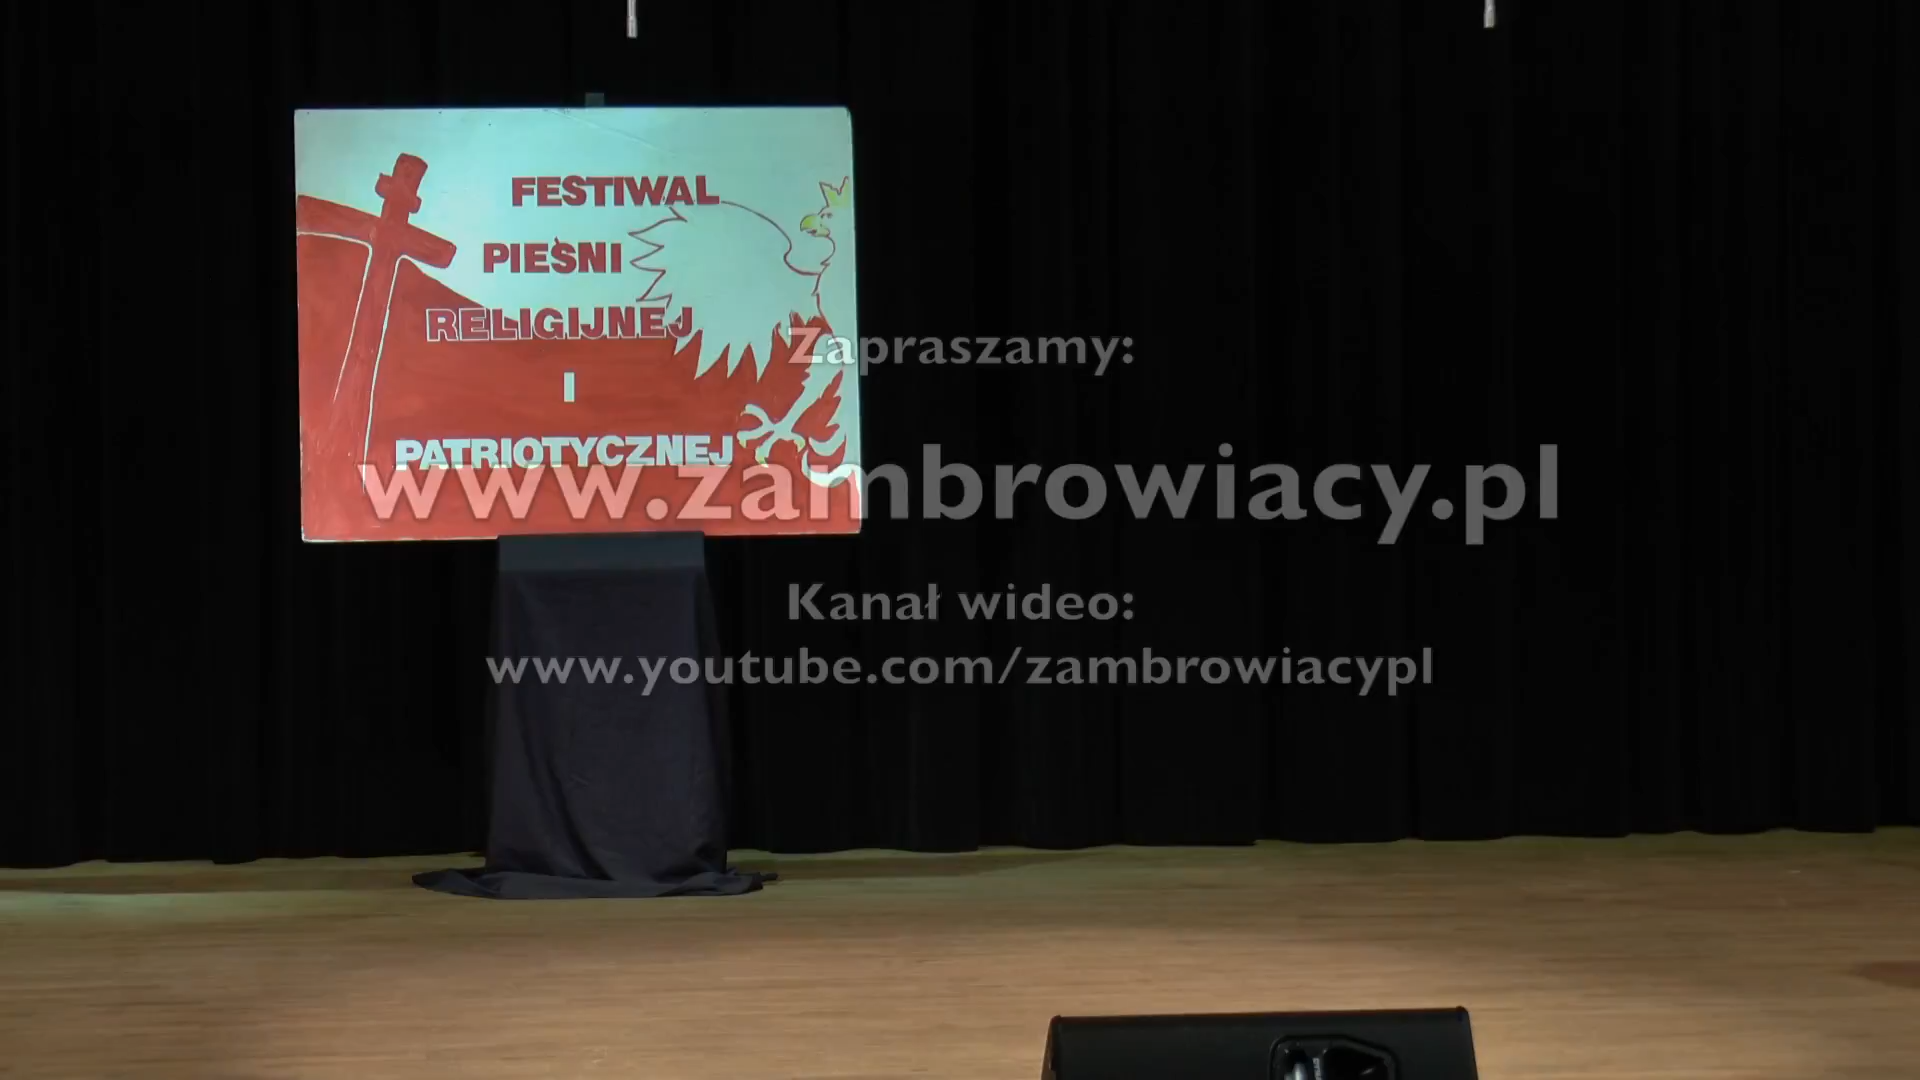 FESTIWAL
PIEŚNI
RELIGIJNEJ
I
PATRIOTYCZNEJ
Zapraszamy:
www.zambrowiacy.pl
Kanał wideo:
www.youtube.com/zambrowiacypl